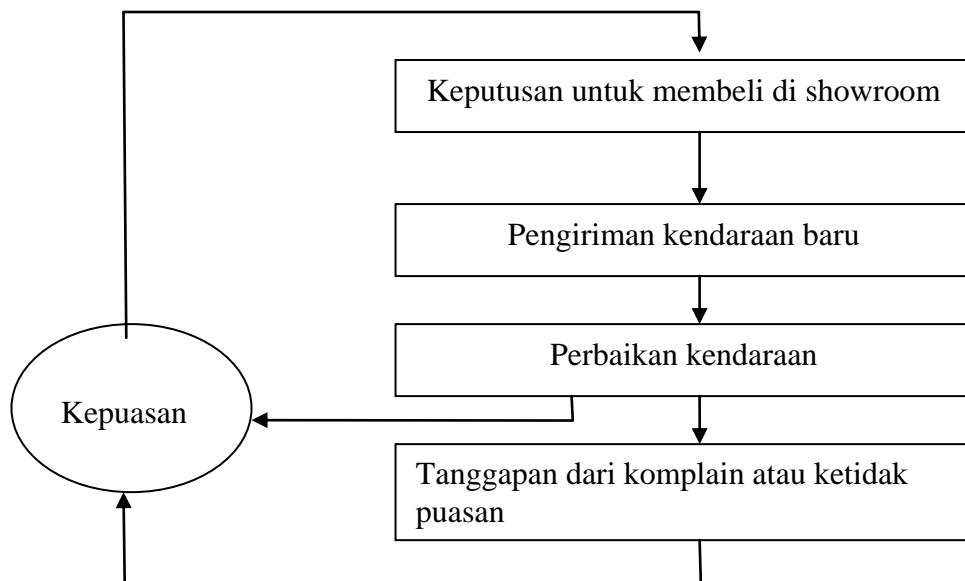 Keputusan untuk membeli di showroom
Pengiriman kendaraan baru
Perbaikan kendaraan
Kepuasan
Tanggapan dari komplain atau ketidak
puasan